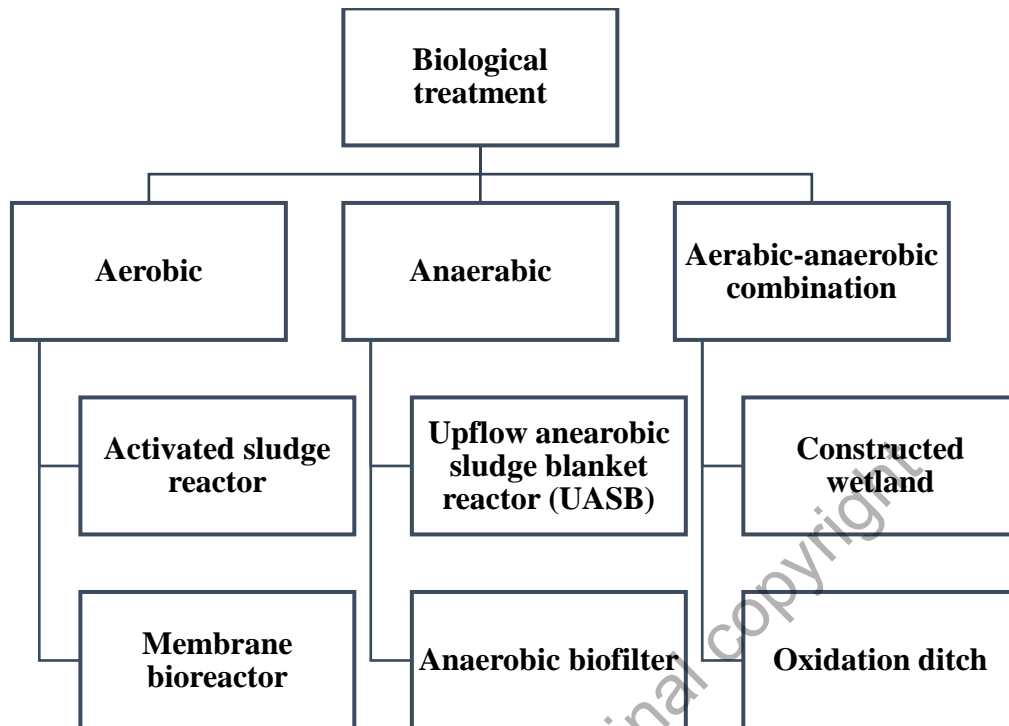 Biological
treatment
Aerobic
Anaerabic
Aerabic-anaerobic
combination
Activated sludge
reactor
Upflow anearobic
sludge blanket
reactor (UASB)
Constructed
wetland
Membrane
bioreactor
Anaerobic biofilter
Oxidation ditch
copyright